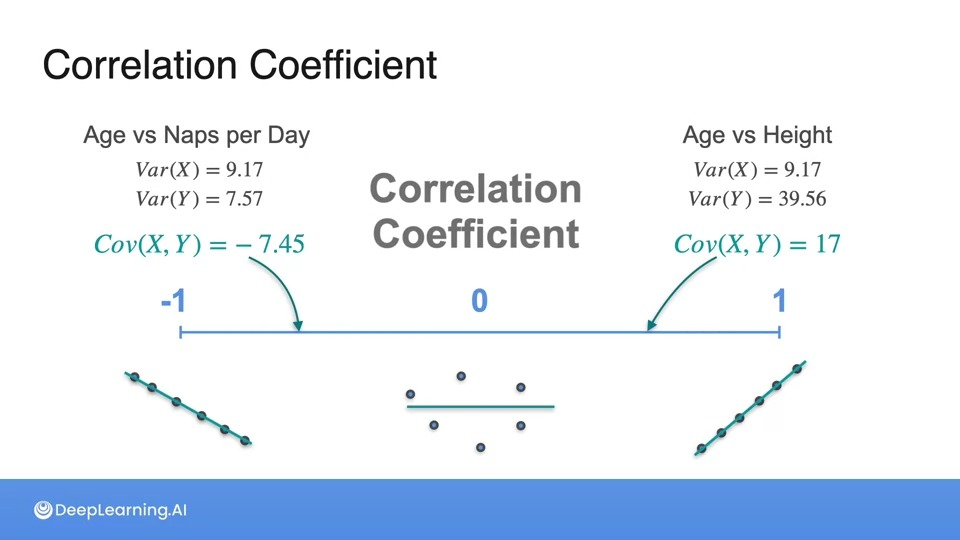 Correlation Coefficient
Age vs Naps per Day
Var(X) = 9.17
Var(Y) = 7.57
Cov(X, Y) = − 7.45
Correlation
Coefficient
Age vs Height
Var(X) = 9.17
Var(Y) = 39.56
Cov(X, Y) = 17
-1
0
1
DeepLearning.AI